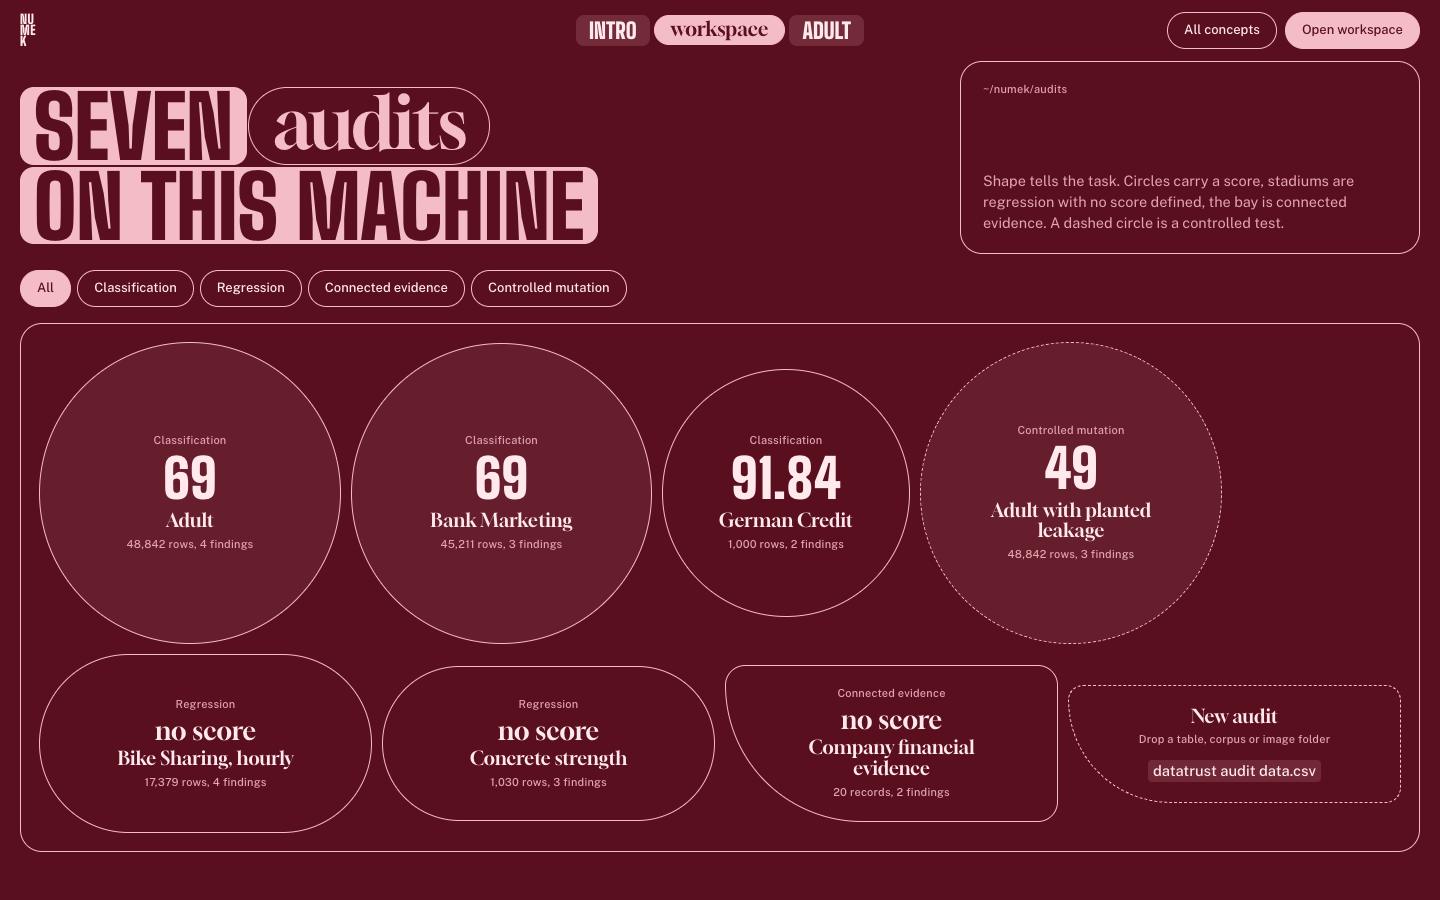 NU
ME
K
INTRO workspace ADULT
All concepts Open workspace
SEVEN audits
ON THIS MACHINE
~/numek/audits
Shape tells the task. Circles carry a score, stadiums are
regression with no score defined, the bay is connected
evidence. A dashed circle is a controlled test.
All Classification Regression Connected evidence Controlled mutation
Classification
69
Adult
48,842 rows, 4 findings
Classification
69
Bank Marketing
45,211 rows, 3 findings
Classification
91.84
German Credit
1,000 rows, 2 findings
Controlled mutation
49
Adult with planted
leakage
48,842 rows, 3 findings
Regression
no score
Bike Sharing, hourly
17,379 rows, 4 findings
Regression
no score
Concrete strength
1,030 rows, 3 findings
Connected evidence
no score
Company financial
evidence
20 records, 2 findings
New audit
Drop a table, corpus or image folder
datatrust audit data.csv